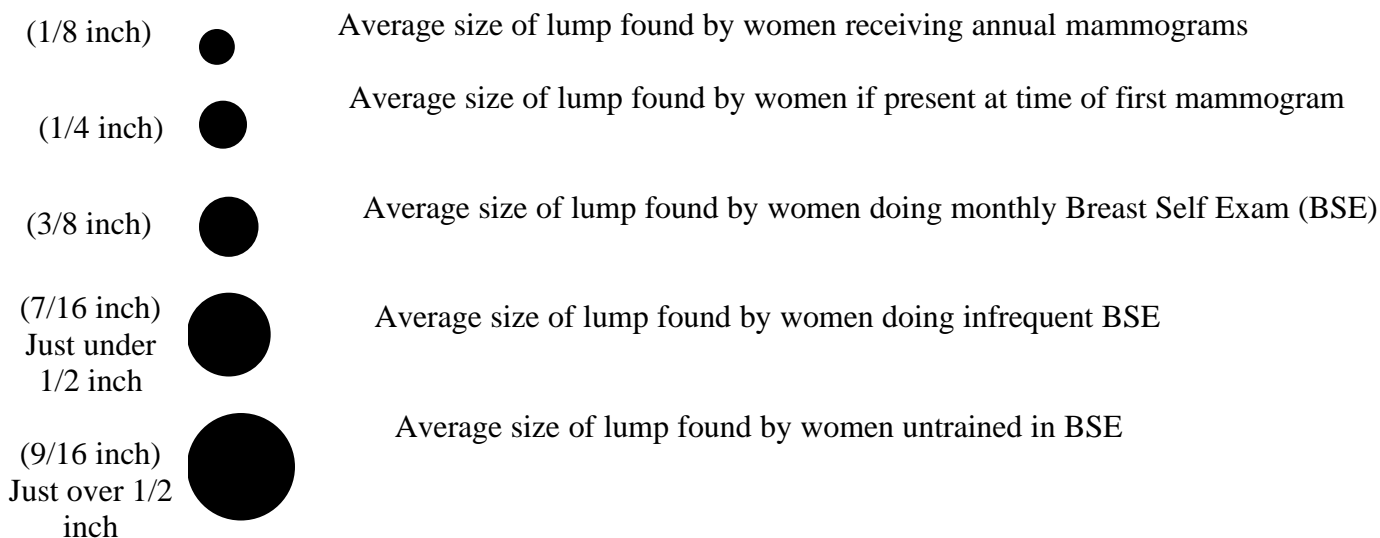 (1/8 inch) Average size of lump found by women receiving annual mammograms
(1/4 inch) Average size of lump found by women if present at time of first mammogram
(3/8 inch) Average size of lump found by women doing monthly Breast Self Exam (BSE)
(7/16 inch)
Just under
1/2 inch
Average size of lump found by women doing infrequent BSE
(9/16 inch)
Just over 1/2
inch
Average size of lump found by women untrained in BSE